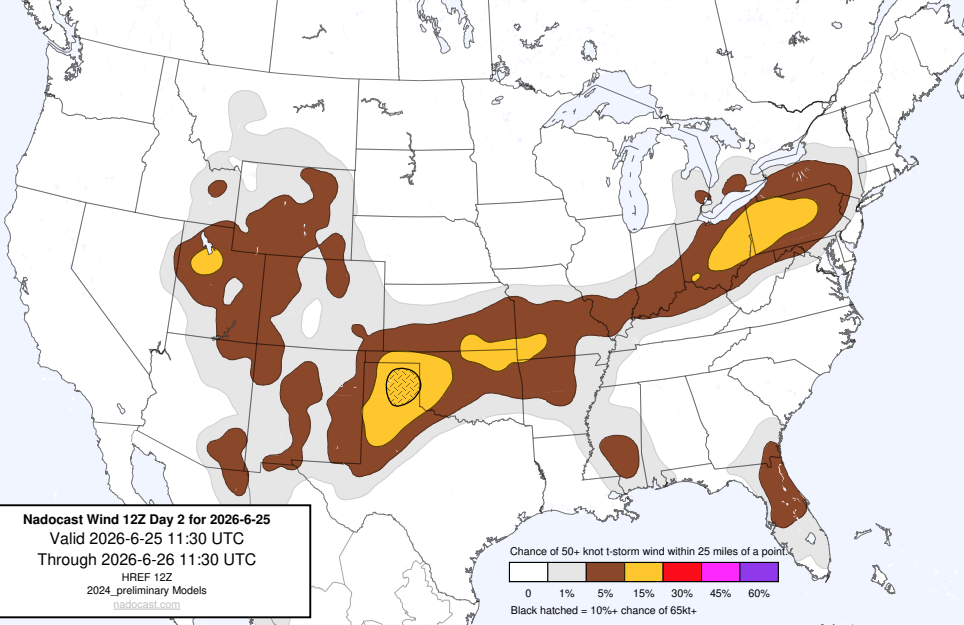 Nadocast Wind 12Z Day 2 for 2026-6-25
Valid 2026-6-25 11:30 UTC
Through 2026-6-26 11:30 UTC
HREF 12Z
2024_preliminary Models
nadocast.com
Chance of 50+ knot t-storm wind within 25 miles of a point.
0 1% 5% 15% 30% 45% 60%
Black hatched = 10%+ chance of 65kt+